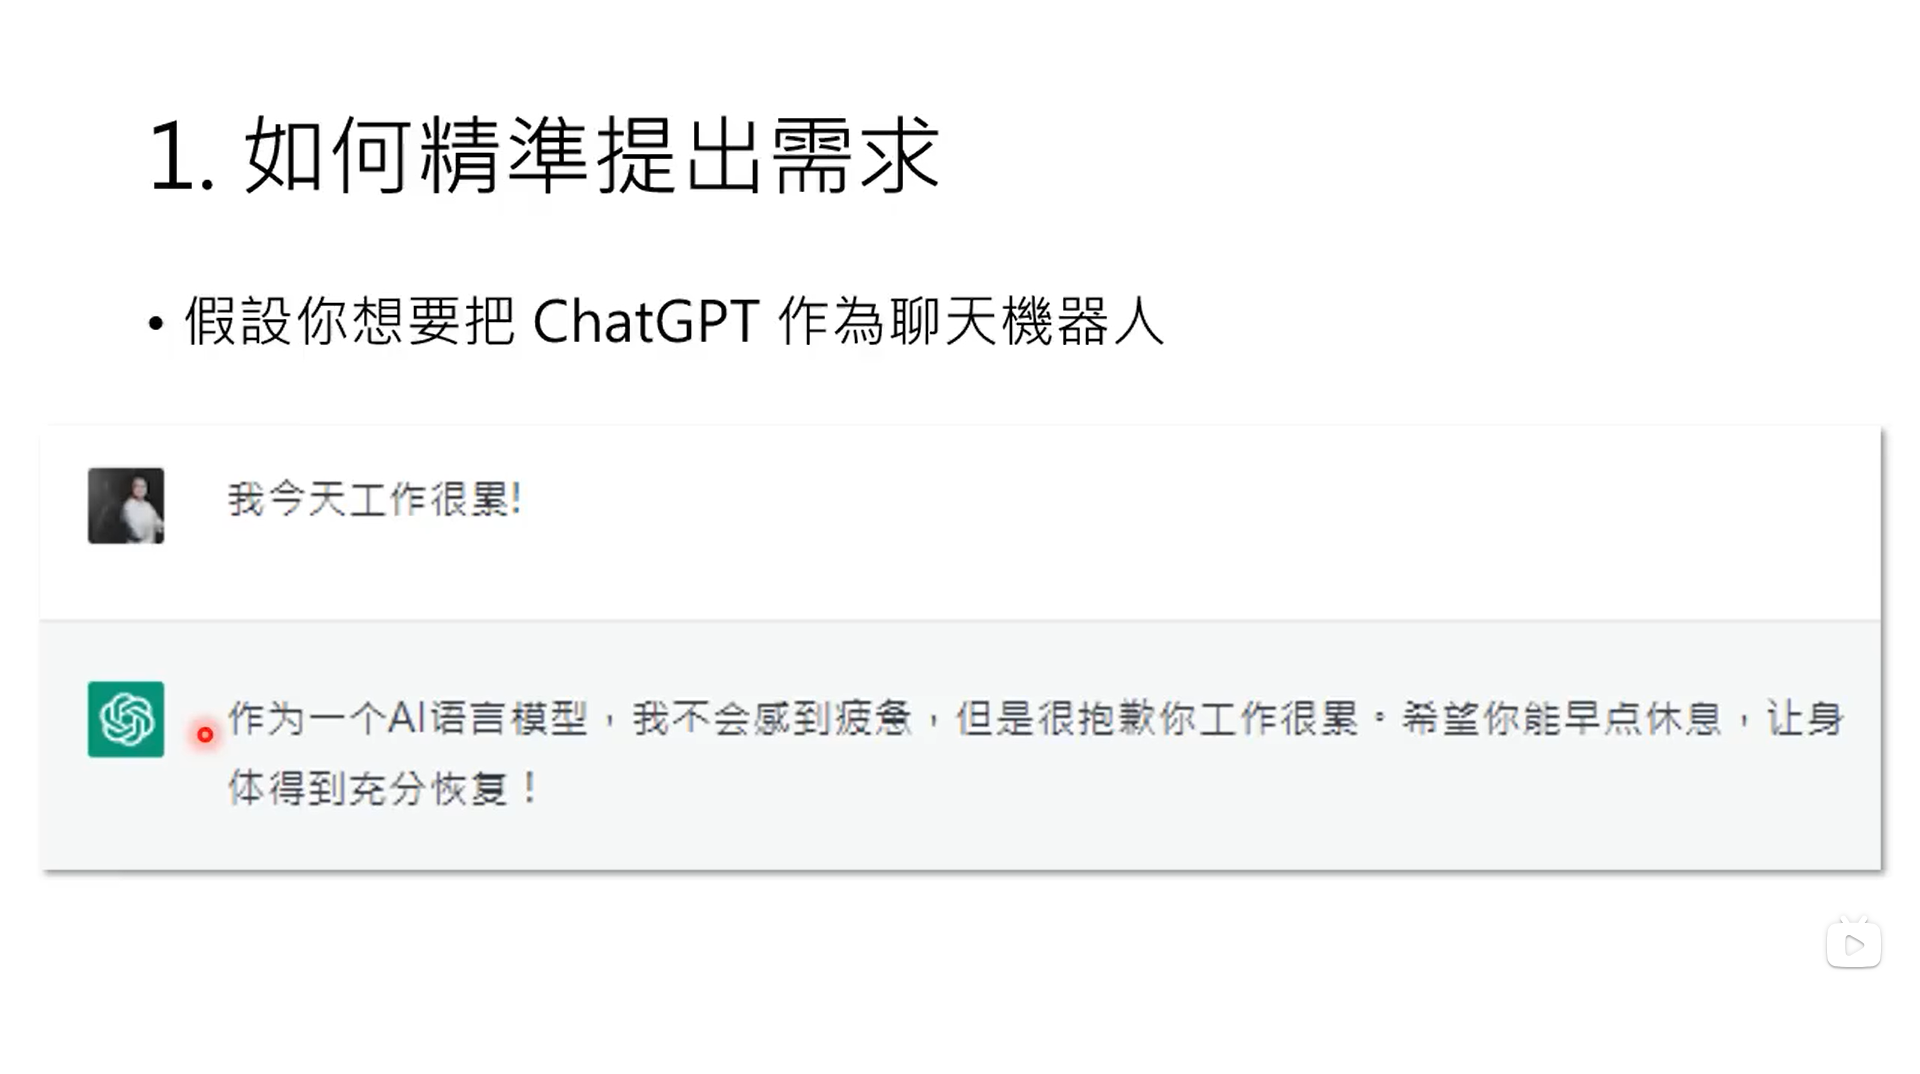 1. 如何精準提出需求
• 假設你想要把 ChatGPT 作為聊天機器人
我今天工作很累!
作为一个AI语言模型，我不会感到疲惫，但是很抱歉你工作很累。希望你能早点休息，让身
体得到充分恢复！